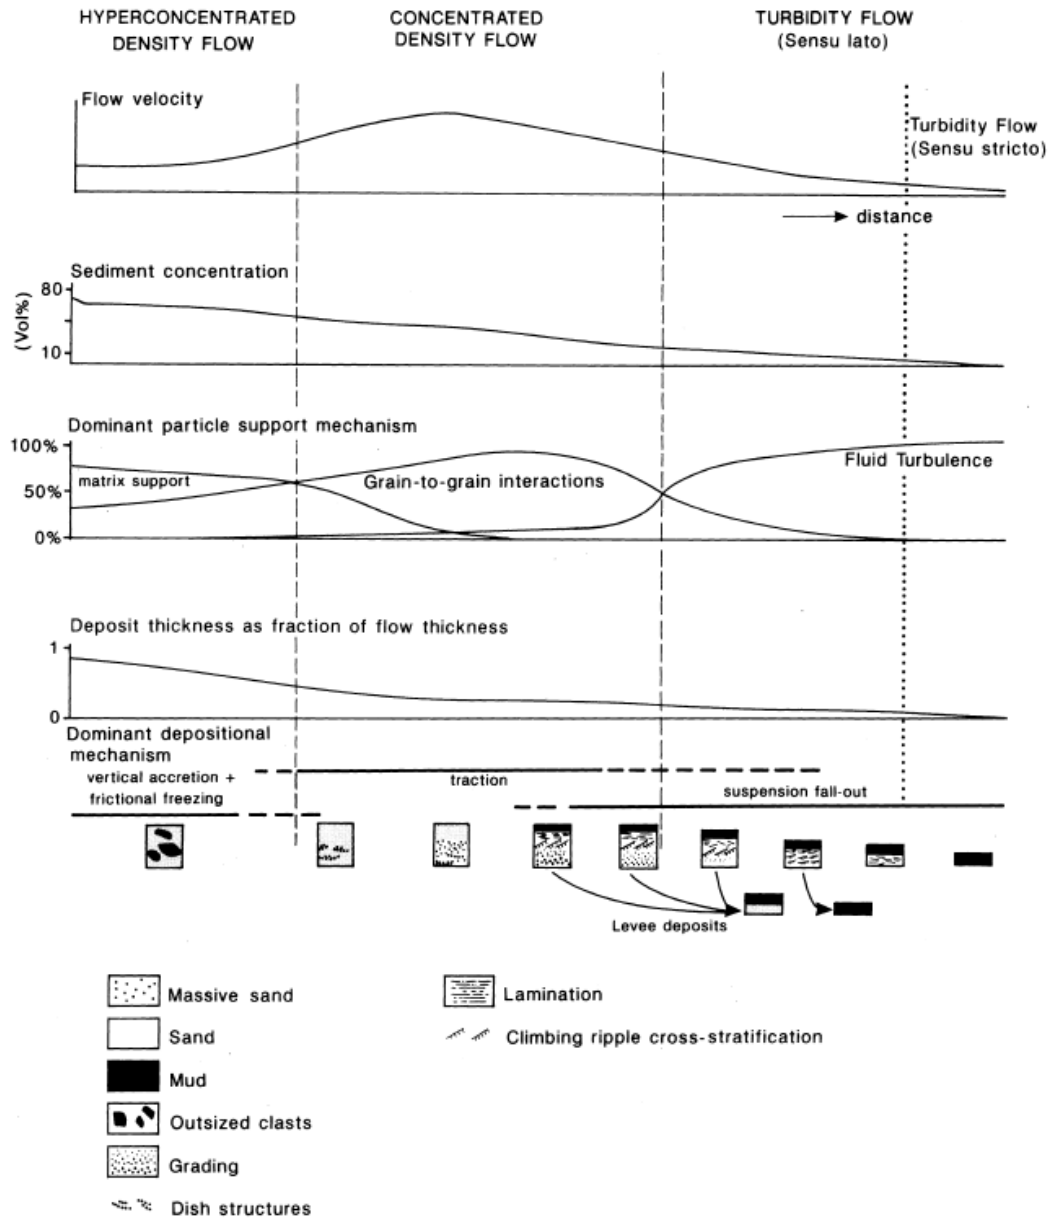 HYPERCONCENTRATED
DENSITY FLOW
CONCENTRATED
DENSITY FLOW
TURBIDITY FLOW
(Sensu lato)
Flow velocity
Turbidity Flow
(Sensu stricto)
distance
Sediment concentration
80
(Vol%)
10
Dominant particle support mechanism
100%
matrix support
Grain-to-grain interactions
Fluid Turbulence
50%
0%
Deposit thickness as fraction of flow thickness
1
0
Dominant depositional
mechanism
vertical accretion +
frictional freezing
traction
suspension fall-out
Levee deposits
Massive sand
Sand
Mud
Outsized clasts
Grading
Dish structures
Lamination
Climbing ripple cross-stratification